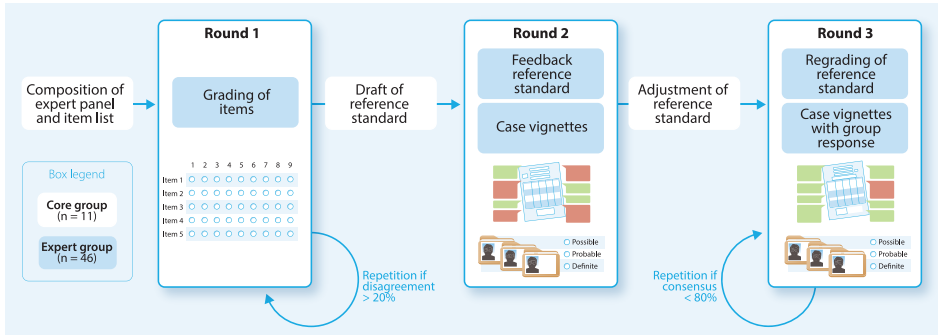 Round 1
Round 2
Round 3
Composition of
expert panel
and item list
Grading of
items
Draft of
reference
standard
Feedback
reference
standard
Case vignettes
Adjustment of
reference
standard
Regrading of
reference
standard
Case vignettes
with group
response
Box legend
Core group
(n = 11)
Expert group
(n = 46)
1 2 3 4 5 6 7 8 9
Item 1
Item 2
Item 3
Item 4
Item 5
Repetition if
disagreement
> 20%
Possible
Probable
Definite
Repetition if
consensus
< 80%
Possible
Probable
Definite